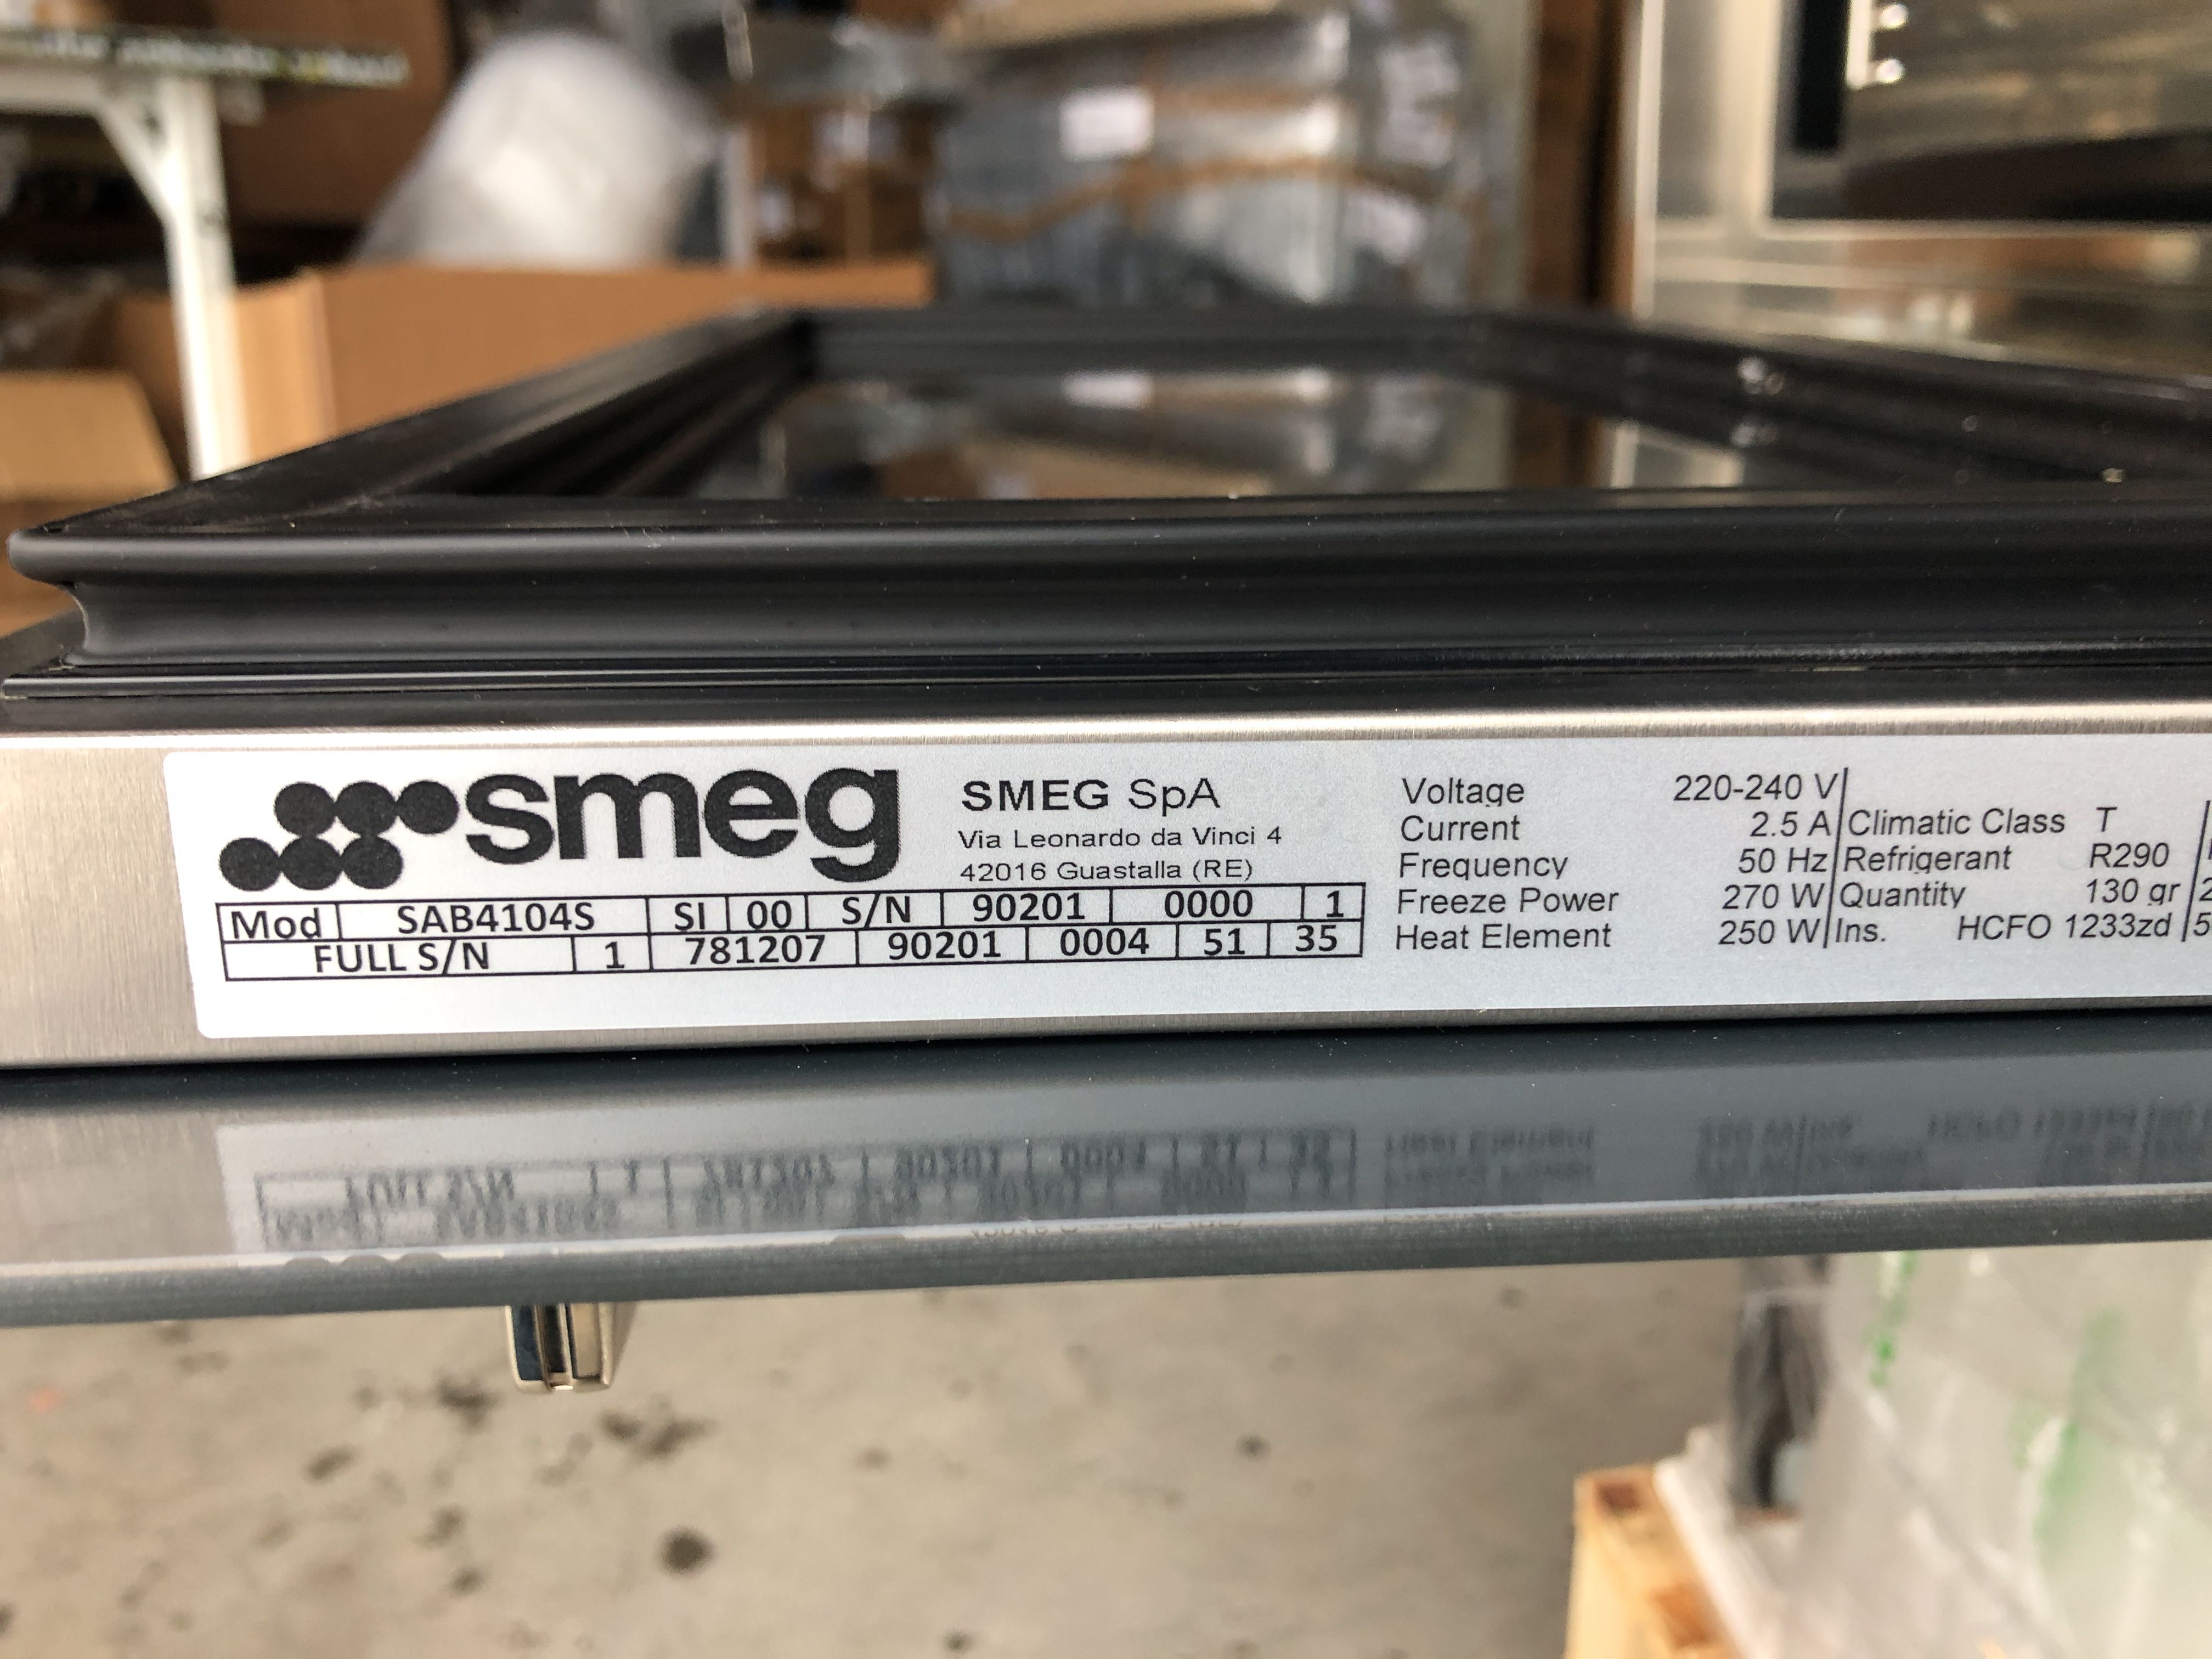 smeg
SMEG SpA
Via Leonardo da Vinci 4
42016 Guastalla (RE)
Mod SAB4104S SI 00 S/N 90201 0000 1
FULL S/N 1 781207 90201 0004 51 35
Voltage 220-240 V
Current 2.5 A Climatic Class T
Frequency 50 Hz Refrigerant R290
Freeze Power 270 W Quantity 130 gr
Heat Element 250 W Ins. HCFO 1233zd